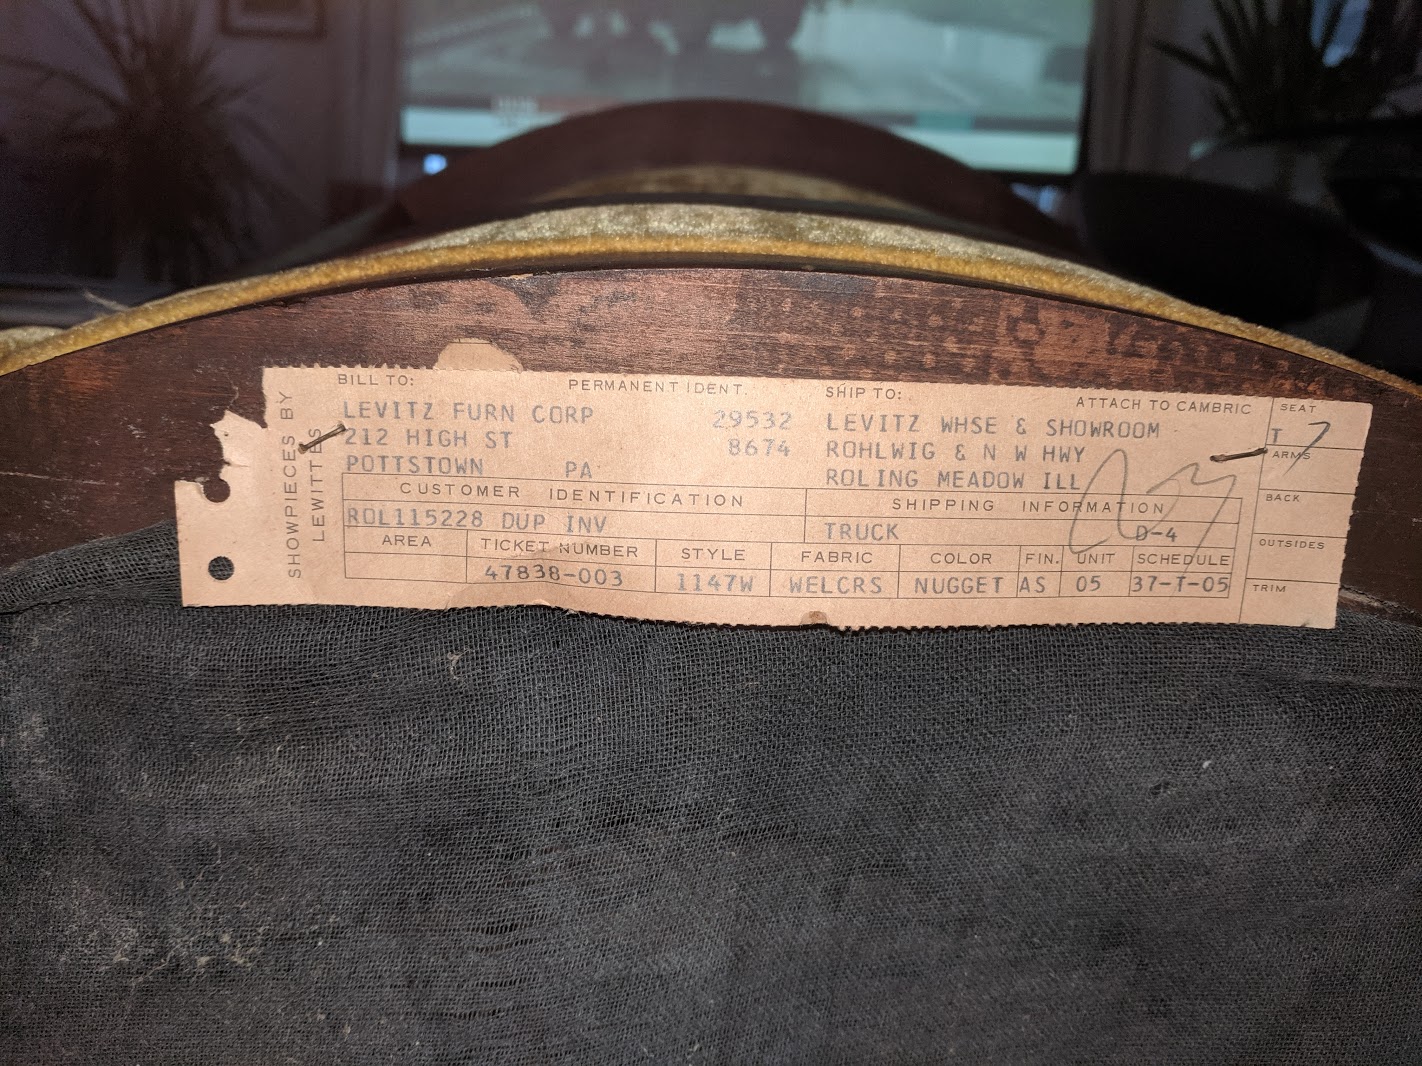 SHOWPIECES BY
LEWITTES
BILL TO: PERMANENT IDENT. SHIP TO: ATTACH TO CAMBRIC
LEVITZ FURN CORP 29532 LEVITZ WHSE & SHOWROOM
212 HIGH ST 8674 ROHLWIG & N W HWY
POTTSTOWN PA ROLING MEADOW ILL
CUSTOMER IDENTIFICATION SHIPPING INFORMATION
ROL115228 DUP INV TRUCK D-4
AREA TICKET NUMBER STYLE FABRIC COLOR FIN. UNIT SCHEDULE
47838-003 1147W WELCRS NUGGET AS 05 37-T-05
SEAT
T
ARMS
BACK
OUTSIDES
TRIM